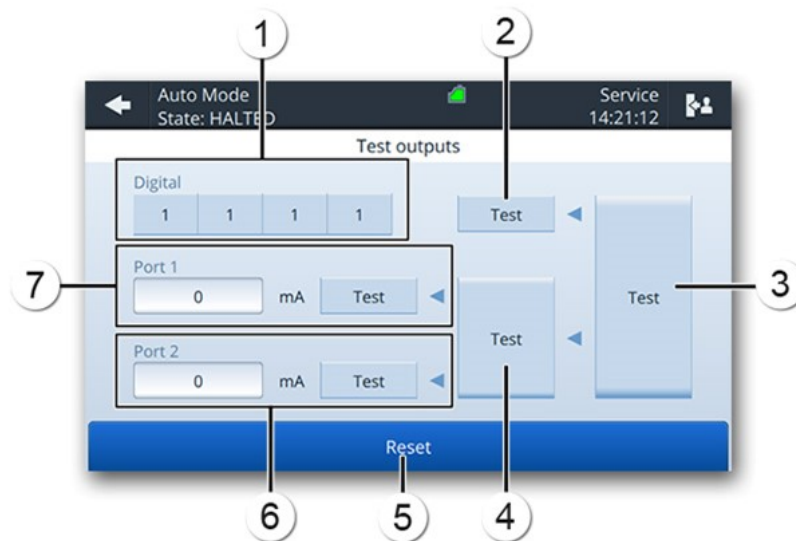 1
2
Auto Mode
State: HALTED
Service
14:21:12
Test outputs
Digital
1 1 1 1
Test
Port 1
0 mA Test
7
3
Test
Test
Port 2
0 mA Test
Reset
6
5
4